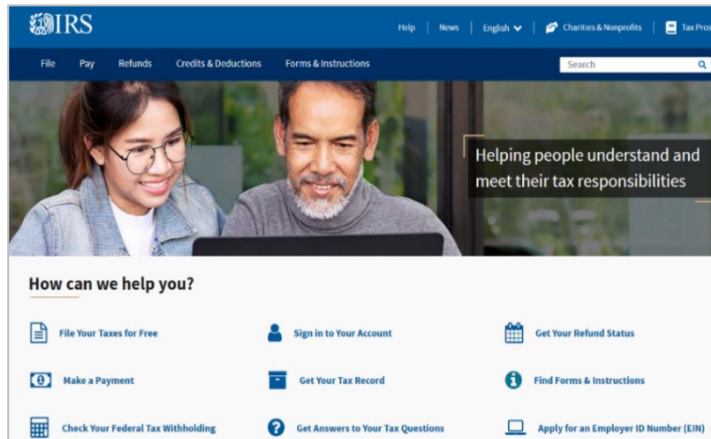 IRS
Help | News | English | Charities & Nonprofits | Tax Pros
File Pay Refunds Credits & Deductions Forms & Instructions Search
Helping people understand and
meet their tax responsibilities
How can we help you?
File Your Taxes for Free Sign in to Your Account Get Your Refund Status
Make a Payment Get Your Tax Record Find Forms & Instructions
Check Your Federal Tax Withholding Get Answers to Your Tax Questions Apply for an Employer ID Number (EIN)